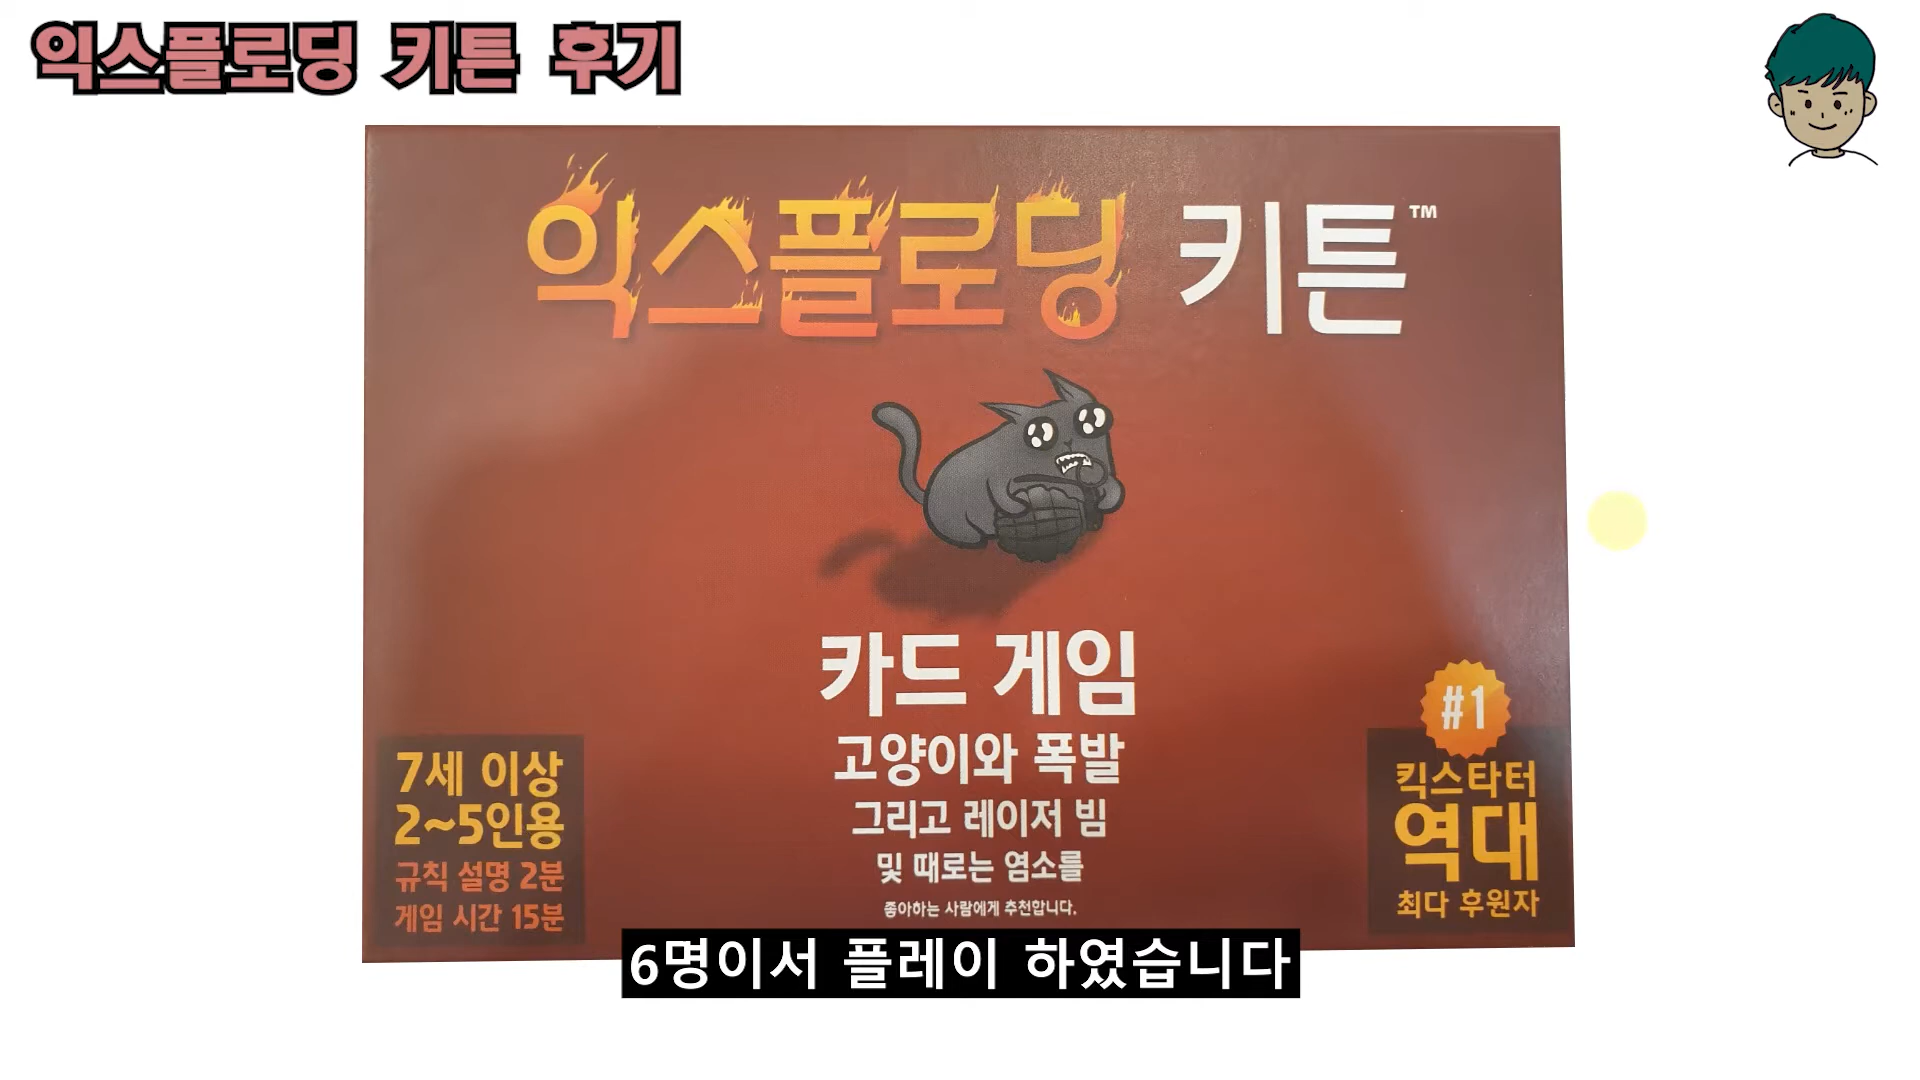 익스플로딩 키튼 후기
익스플로딩 키튼™
카드 게임
고양이와 폭발
그리고 레이저 빔
및 때로는 염소를
좋아하는 사람에게 추천합니다.
7세 이상
2~5인용
규칙 설명 2분
게임 시간 15분
#1
킥스타터
역대
최다 후원자
6명이서 플레이 하였습니다